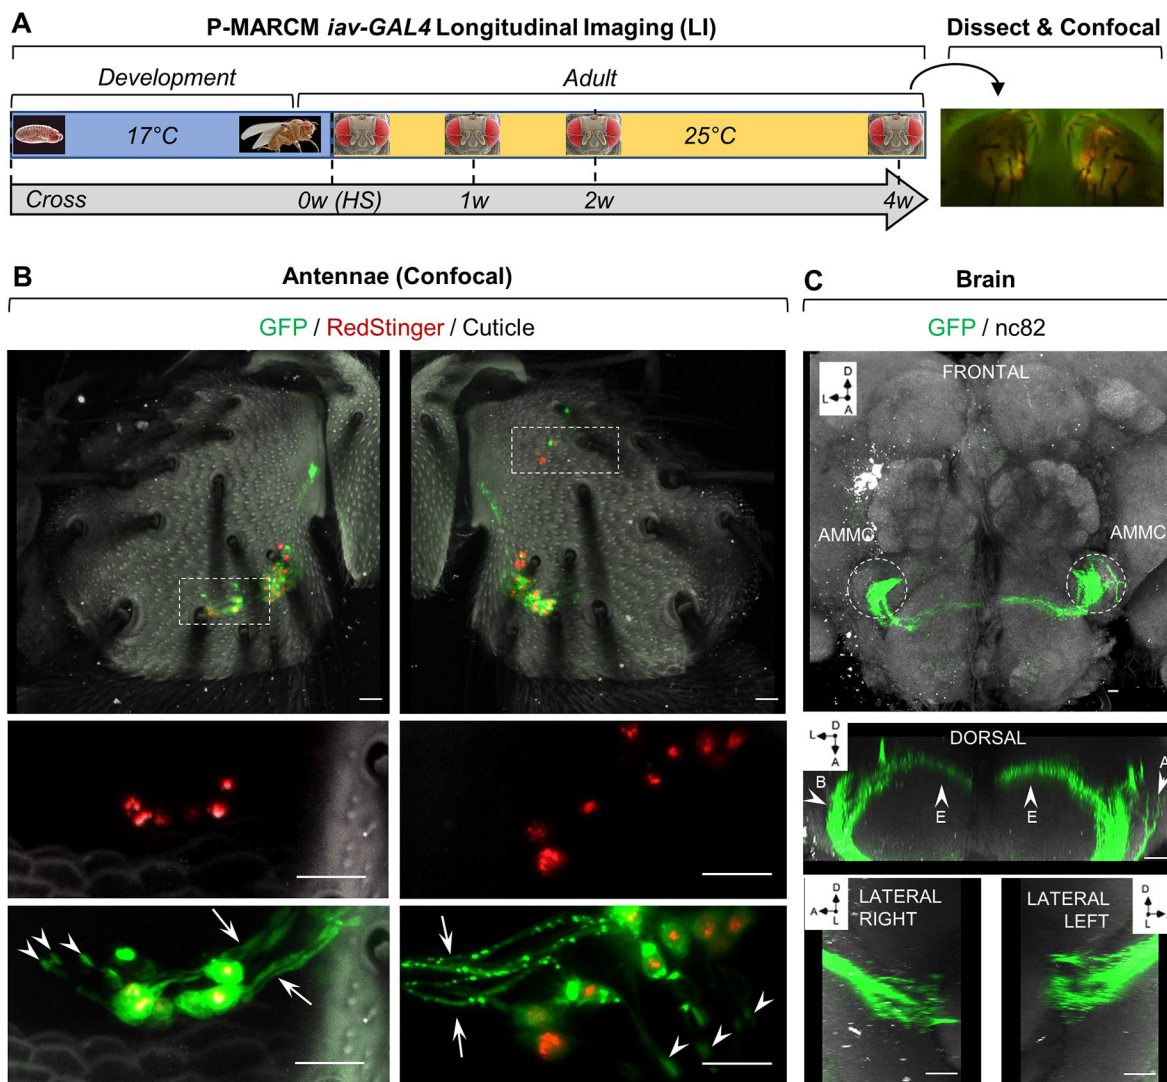 A
P-MARCM iav-GAL4 Longitudinal Imaging (LI)
Dissect & Confocal
Development
Adult
17°C
25°C
Cross
0w (HS)
1w
2w
4w
B
Antennae (Confocal)
GFP / RedStinger / Cuticle
C
Brain
GFP / nc82
D
L
A
FRONTAL
AMMC
AMMC
L
D
A
DORSAL
B
A
E
E
D
A
L
LATERAL
RIGHT
LATERAL
LEFT
D
L
A